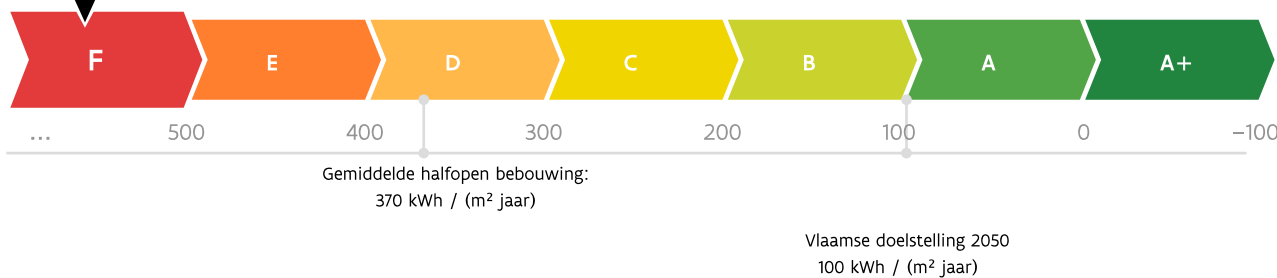 F E D C B A A+
... 500 400 300 200 100 0 −100
Gemiddelde halfopen bebouwing:
370 kWh / (m² jaar)
Vlaamse doelstelling 2050
100 kWh / (m² jaar)